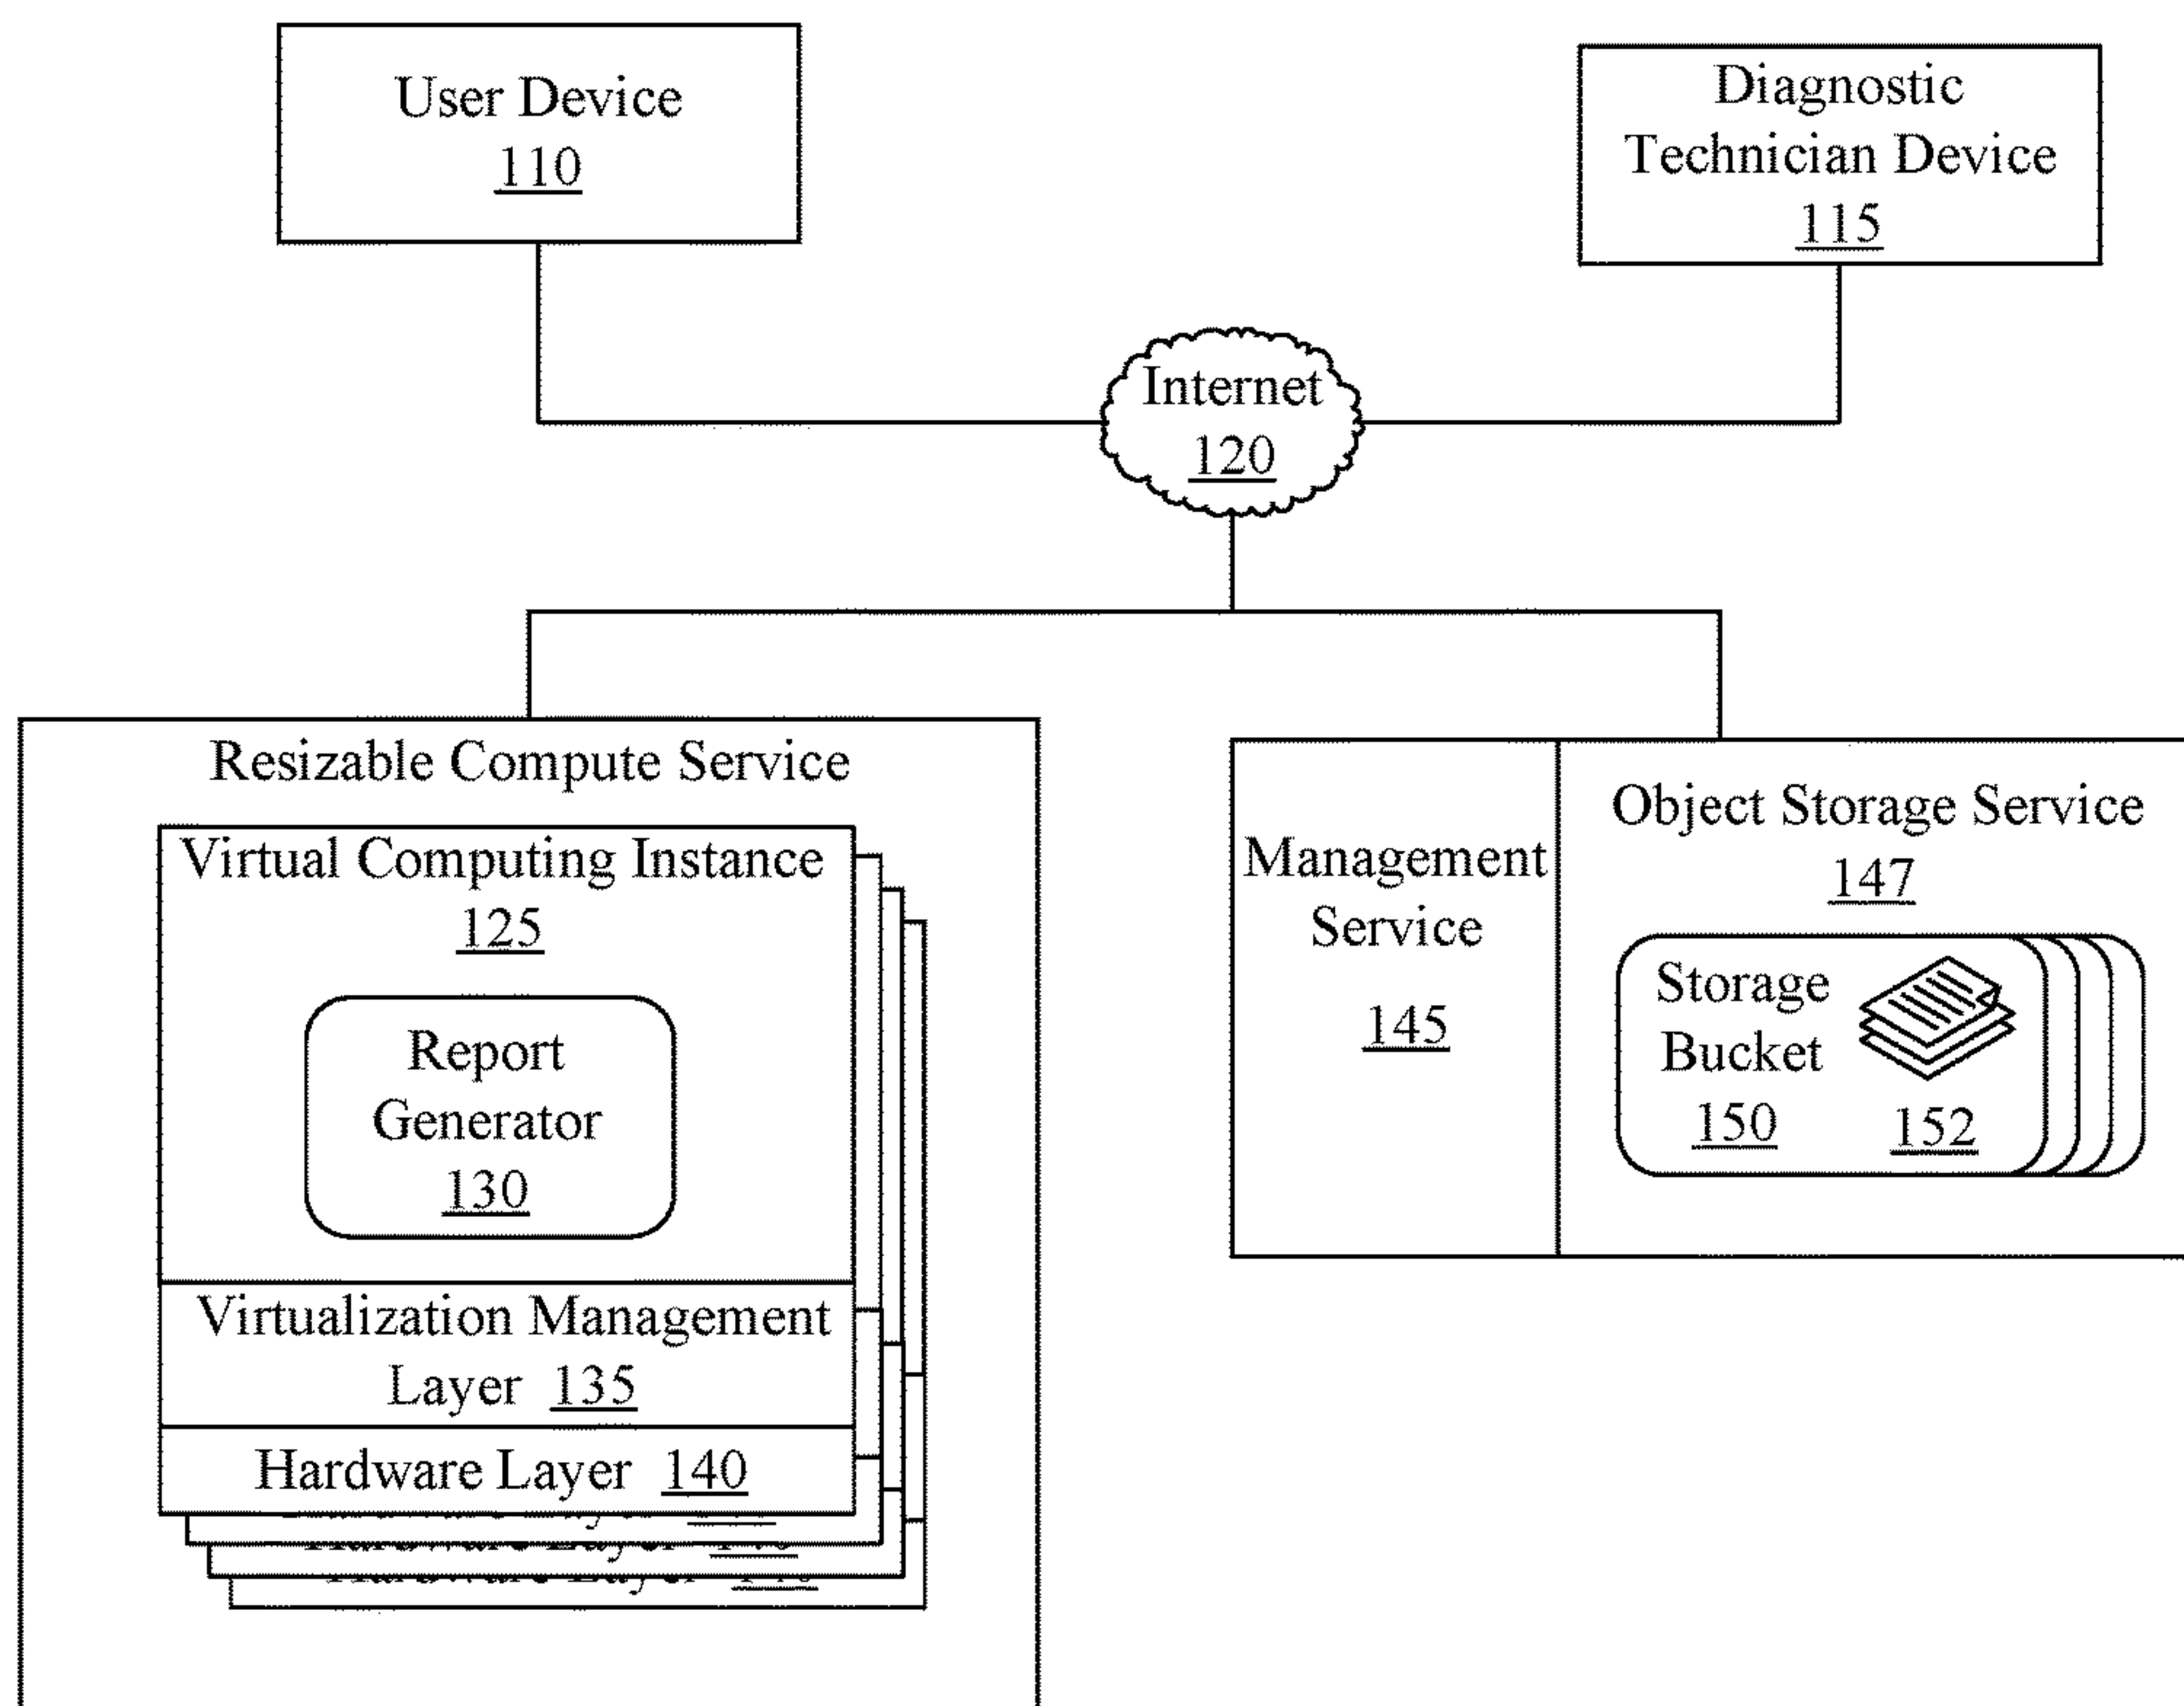 User Device
110
Diagnostic
Technician Device
115
Internet
120
Resizable Compute Service
Virtual Computing Instance
125
Report
Generator
130
Virtualization Management
Layer 135
Hardware Layer 140
Management
Service
145
Object Storage Service
147
Storage
Bucket
150
152